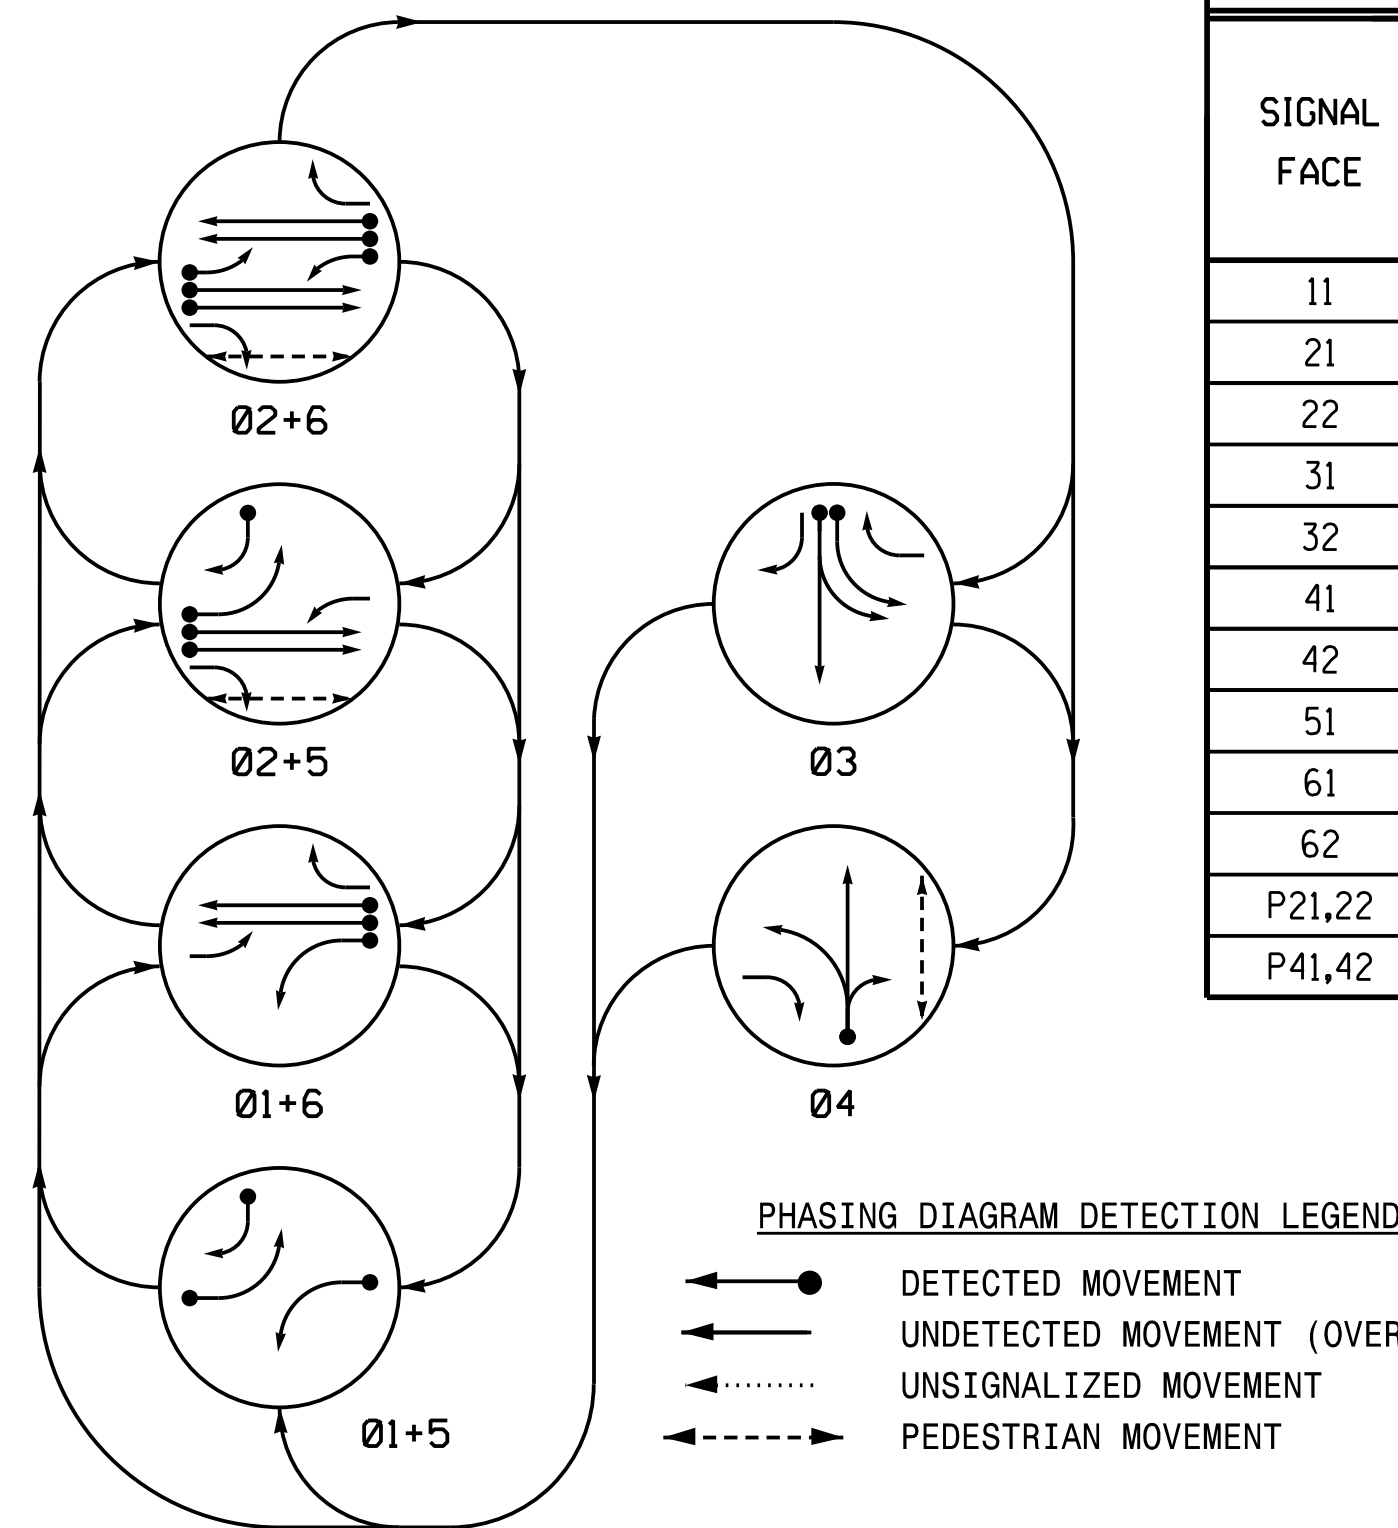 SIGNAL
FACE
11
21
22
31
32
41
42
51
61
62
P21,22
P41,42
Ø2+6
Ø2+5
Ø3
Ø1+6
Ø4
Ø1+5
PHASING DIAGRAM DETECTION LEGEND
DETECTED MOVEMENT
UNDETECTED MOVEMENT (OVER
UNSIGNALIZED MOVEMENT
PEDESTRIAN MOVEMENT